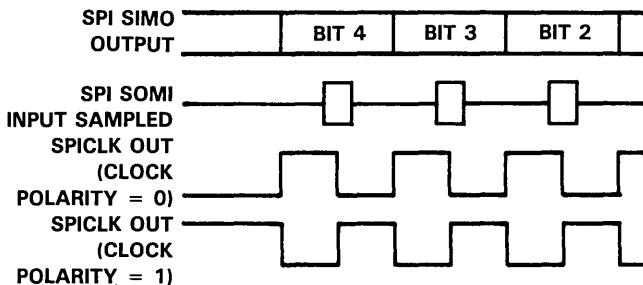 SPI SIMO
OUTPUT
BIT 4
BIT 3
BIT 2
SPI SOMI
INPUT SAMPLED
SPICLK OUT
(CLOCK
POLARITY = 0)
SPICLK OUT
(CLOCK
POLARITY = 1)